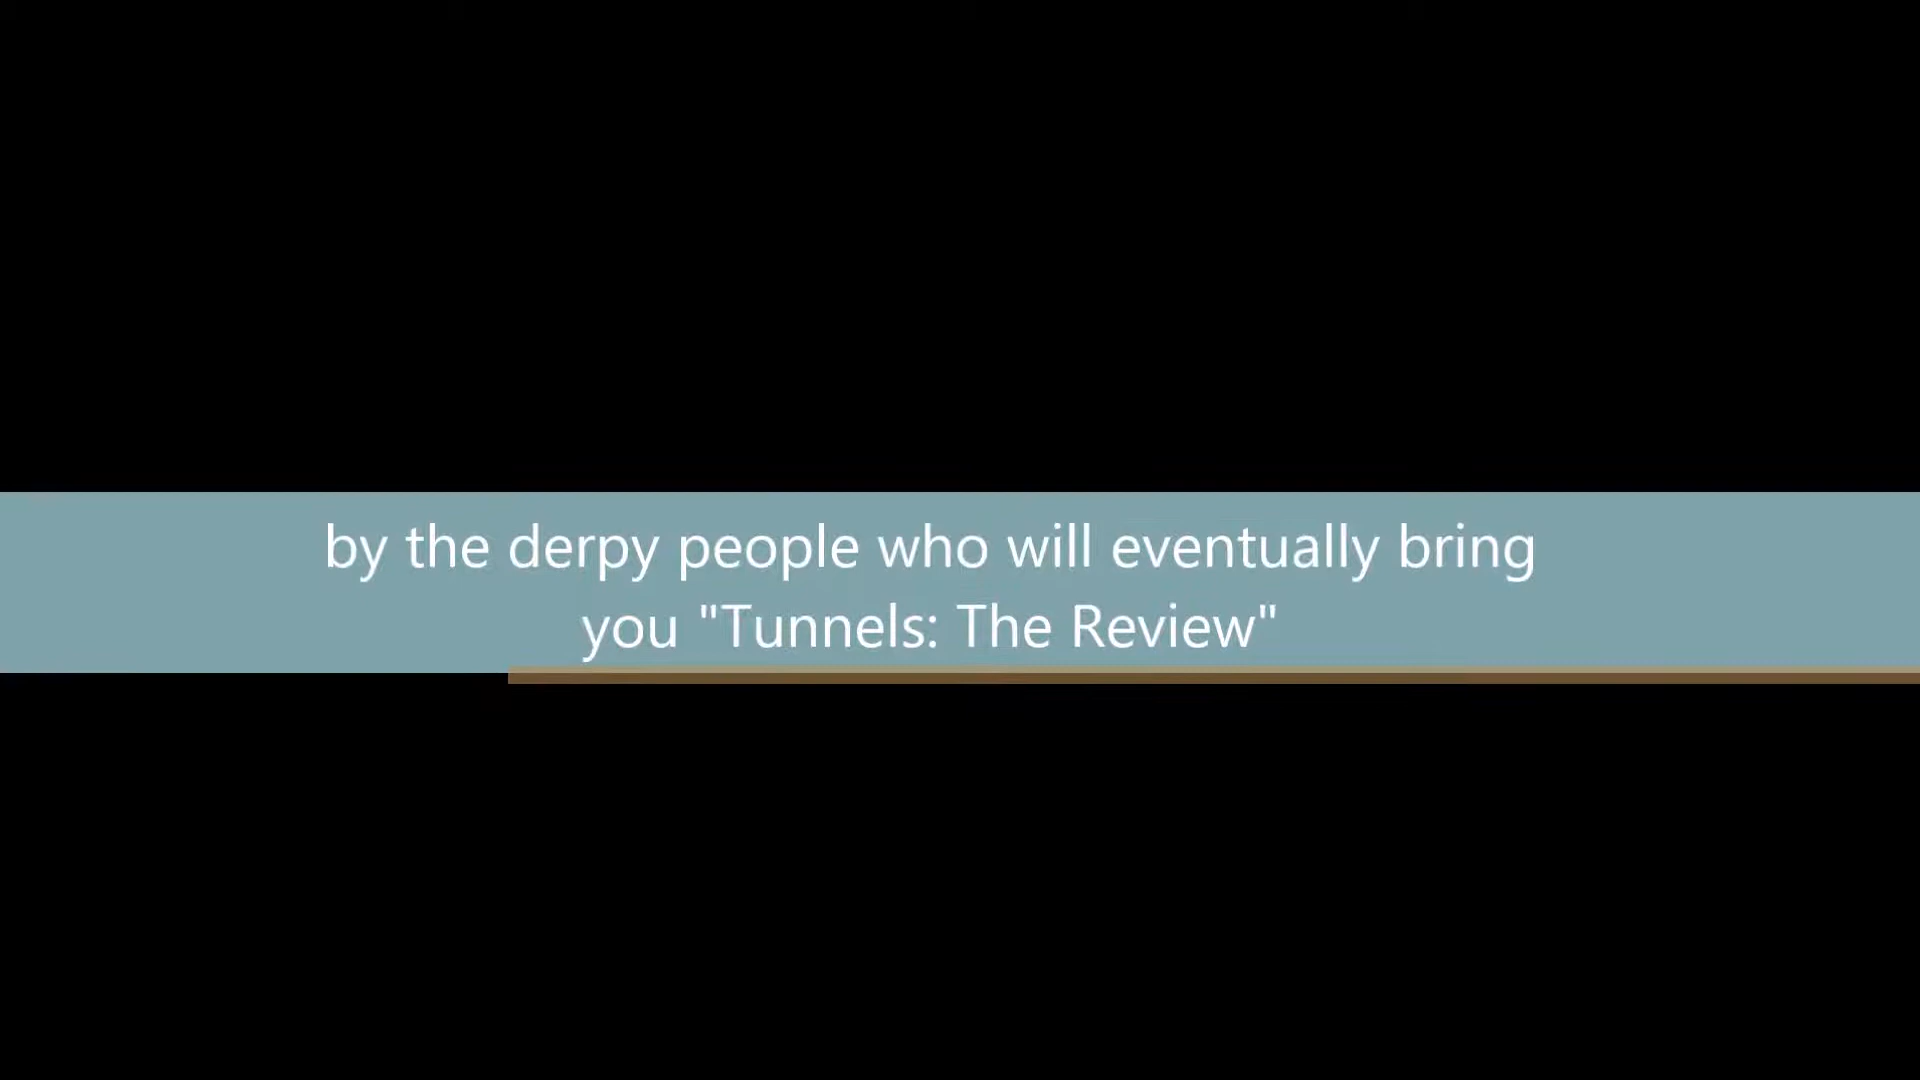 by the derpy people who will eventually bring
you "Tunnels: The Review"